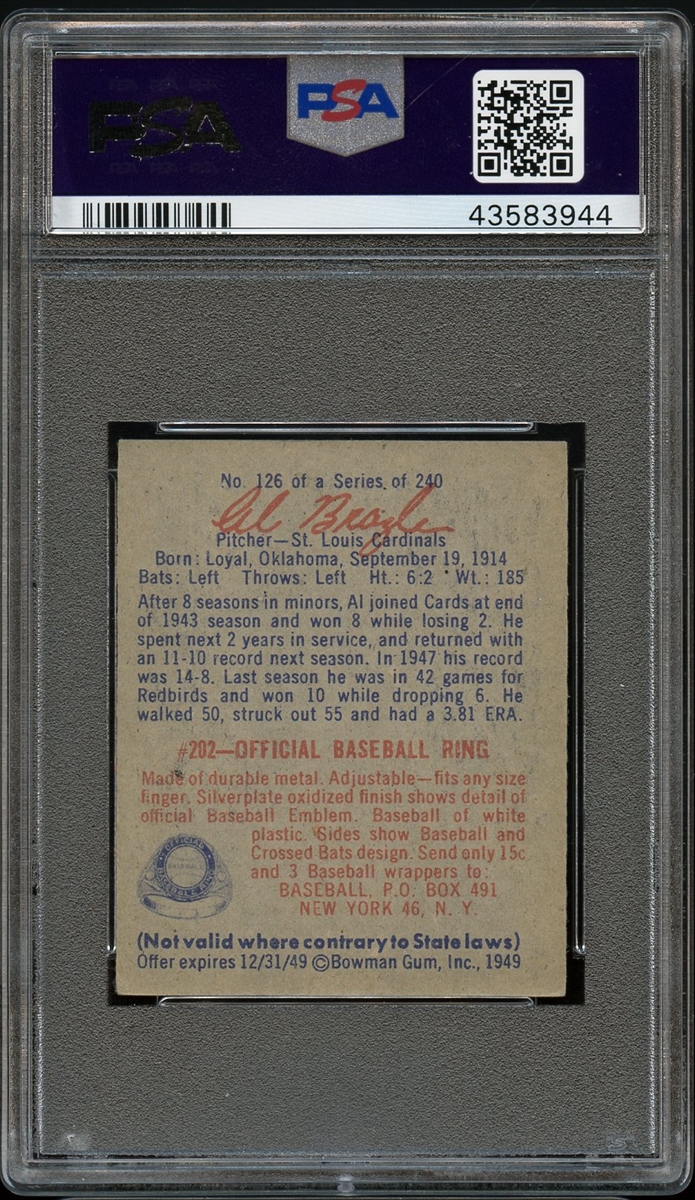 PSA
PSA
43583944
No. 126 of a Series of 240
Al Brazle
Pitcher—St. Louis Cardinals
Born: Loyal, Oklahoma, September 19, 1914
Bats: Left Throws: Left Ht.: 6:2 Wt.: 185
After 8 seasons in minors, Al joined Cards at end
of 1943 season and won 8 while losing 2. He
spent next 2 years in service, and returned with
an 11-10 record next season. In 1947 his record
was 14-8. Last season he was in 42 games for
Redbirds and won 10 while dropping 6. He
walked 50, struck out 55 and had a 3.81 ERA.
#202—OFFICIAL BASEBALL RING
Made of durable metal. Adjustable—fits any size
finger. Silverplate oxidized finish shows detail of
official Baseball Emblem. Baseball of white
plastic. Sides show Baseball and
Crossed Bats design. Send only 15c
and 3 Baseball wrappers to:
BASEBALL, P.O. BOX 491
NEW YORK 46, N. Y.
OFFICIAL
BASEBALL RING
(Not valid where contrary to State laws)
Offer expires 12/31/49 ©Bowman Gum, Inc., 1949